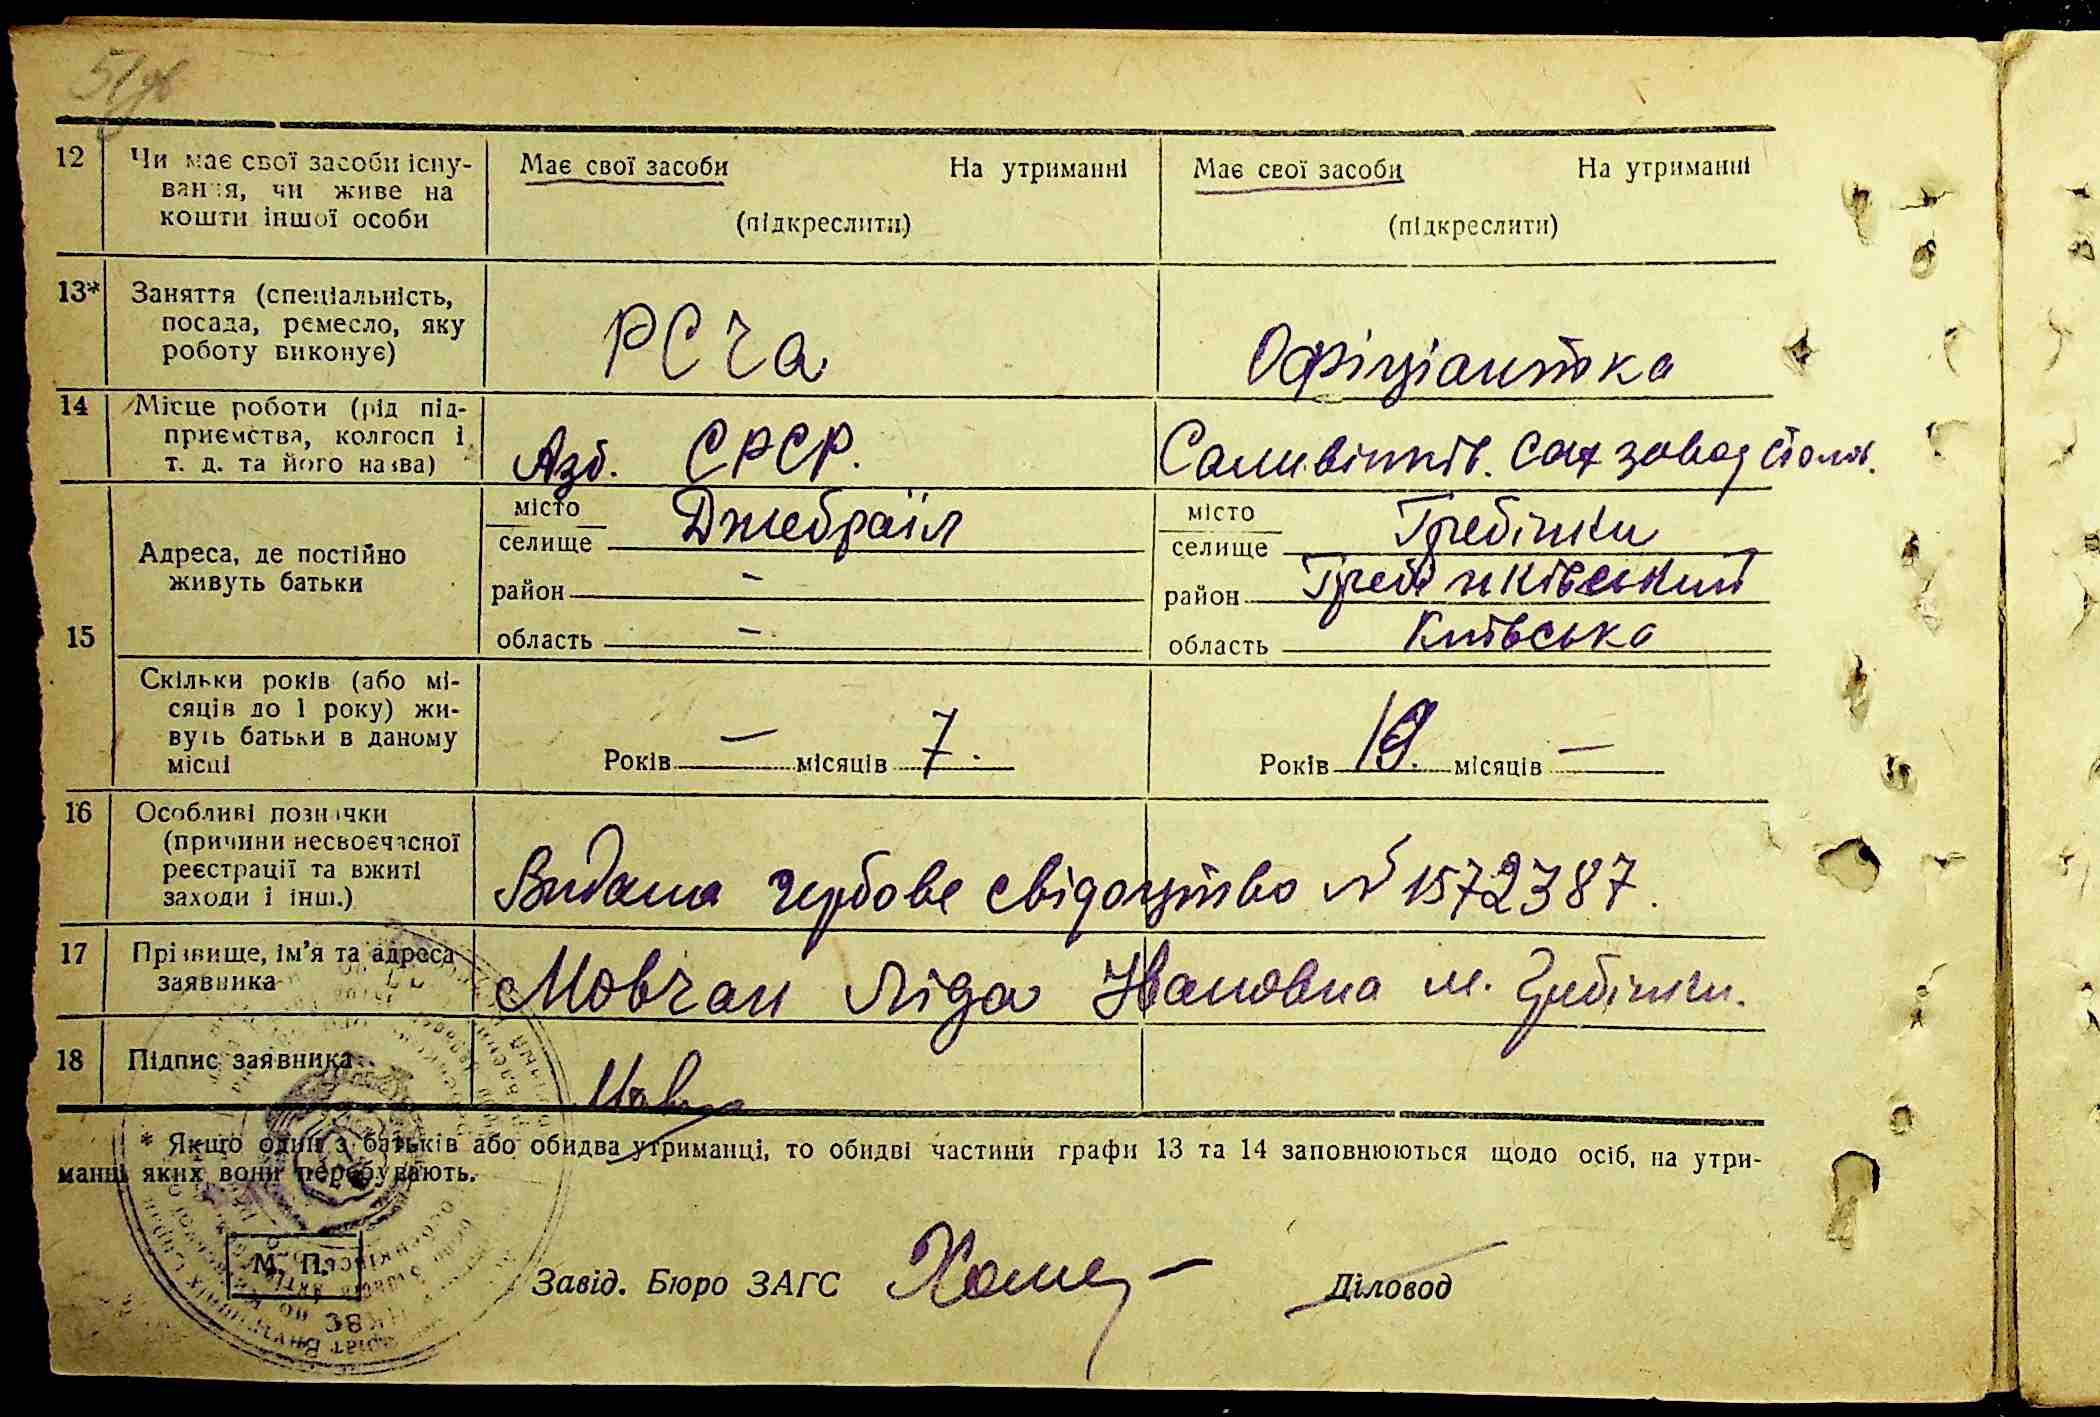 12 Чи має свої засоби існу- Має свої засоби На утриманні Має свої засоби На утриманні
вання, чи живе на
кошти іншої особи (підкреслити) (підкреслити)
13* Заняття (спеціальність,
посада, ремесло, яку
роботу виконує) РСЧа Офіціантка
14 Місце роботи (рід під-
приємства, колгосп і
т. д. та його назва) Азб. СРСР. Саливінків. Сах завод
15 Адреса, де постійно
живуть батьки
місто
селище Джебраїл
район –
область –
місто
селище Гребінки
район Гребінківський
область Київська
Скільки років (або мі-
сяців до 1 року) жи-
вуть батьки в даному
місці Років – місяців 7. Років 19. місяців –
16 Особливі позначки
(причини несвоєчасної
реєстрації та вжиті
заходи і інш.) Видана гербове свідоцтво № 1572387.
17 Прізвище, ім'я та адреса
заявника Мовчан Ліда Івановна м. Гребінки.
18 Підпис заявника
* Якщо один з батьків або обидва утриманці, то обидві частини графи 13 та 14 заповнюються щодо осіб, на утри-
манні яких вони перебувають.
М. П.
Завід. Бюро ЗАГС Діловод